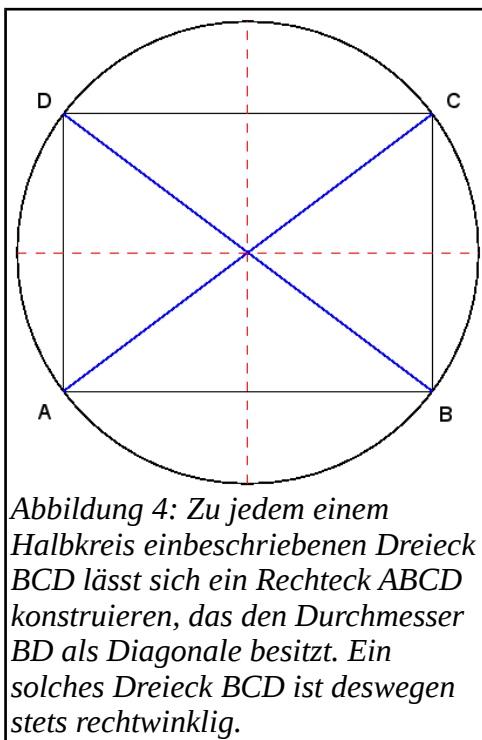 D
C
A
B
Abbildung 4: Zu jedem einem
Halbkreis einbeschriebenen Dreieck
BCD lässt sich ein Rechteck ABCD
konstruieren, das den Durchmesser
BD als Diagonale besitzt. Ein
solches Dreieck BCD ist deswegen
stets rechtwinklig.